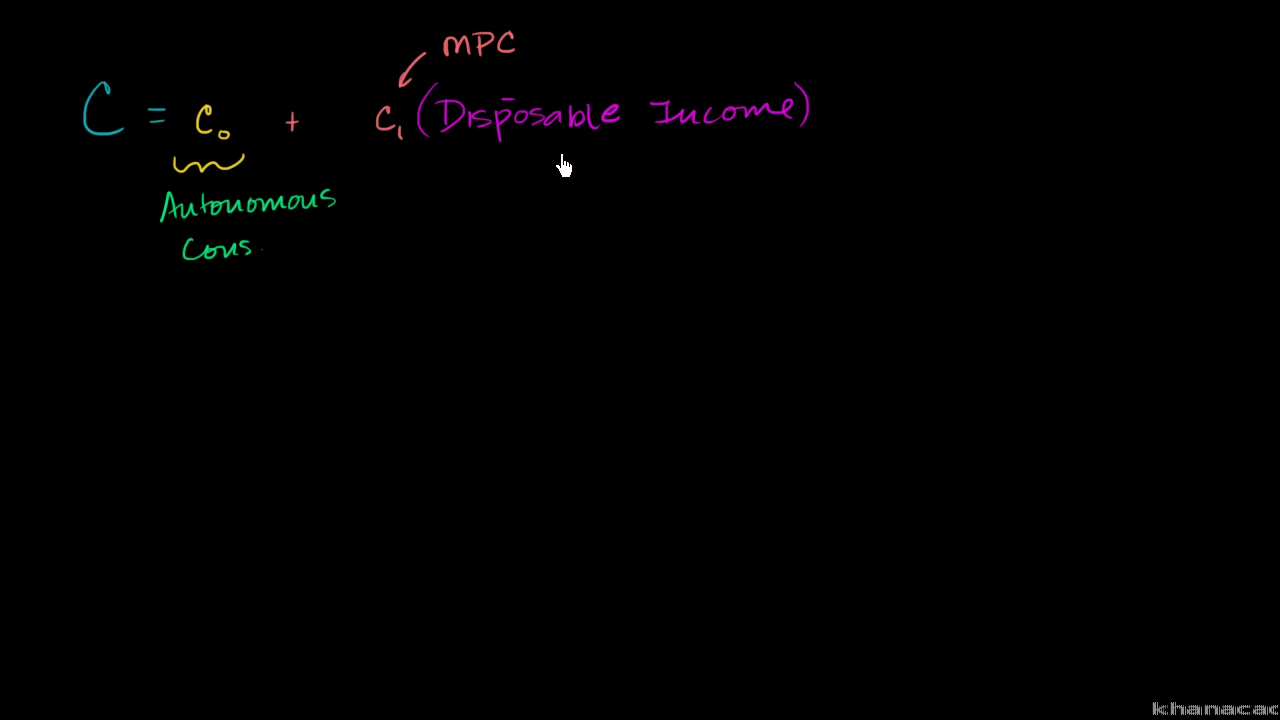 MPC
C = C₀ + C₁ (Disposable Income)
Autonomous
Cons.
khanacac